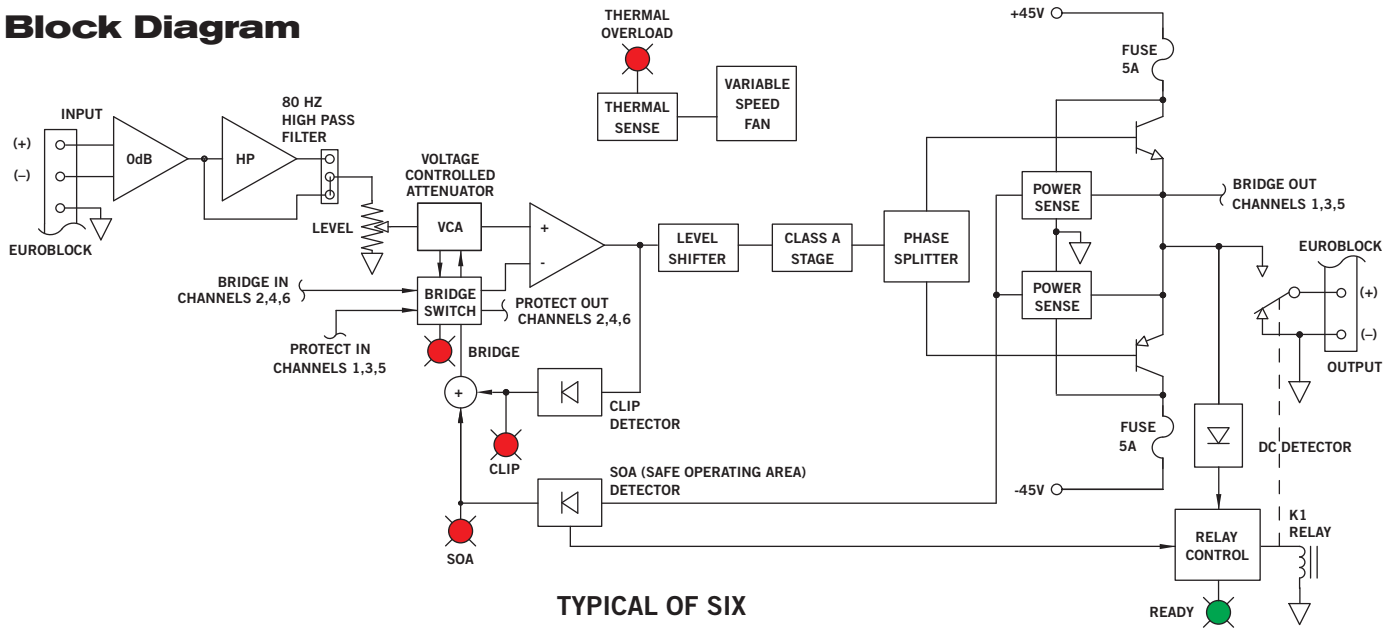 Block Diagram
THERMAL
OVERLOAD
THERMAL
SENSE
VARIABLE
SPEED
FAN
+45V
FUSE
5A
INPUT
(+)
(–)
EUROBLOCK
0dB
HP
80 HZ
HIGH PASS
FILTER
LEVEL
VOLTAGE
CONTROLLED
ATTENUATOR
VCA
+
-
BRIDGE IN
CHANNELS 2,4,6
BRIDGE
SWITCH
PROTECT OUT
CHANNELS 2,4,6
PROTECT IN
CHANNELS 1,3,5
BRIDGE
LEVEL
SHIFTER
CLASS A
STAGE
PHASE
SPLITTER
POWER
SENSE
POWER
SENSE
BRIDGE OUT
CHANNELS 1,3,5
EUROBLOCK
(+)
(–)
OUTPUT
+
CLIP
DETECTOR
CLIP
SOA (SAFE OPERATING AREA)
DETECTOR
SOA
FUSE
5A
-45V
DC DETECTOR
K1
RELAY
RELAY
CONTROL
READY
TYPICAL OF SIX